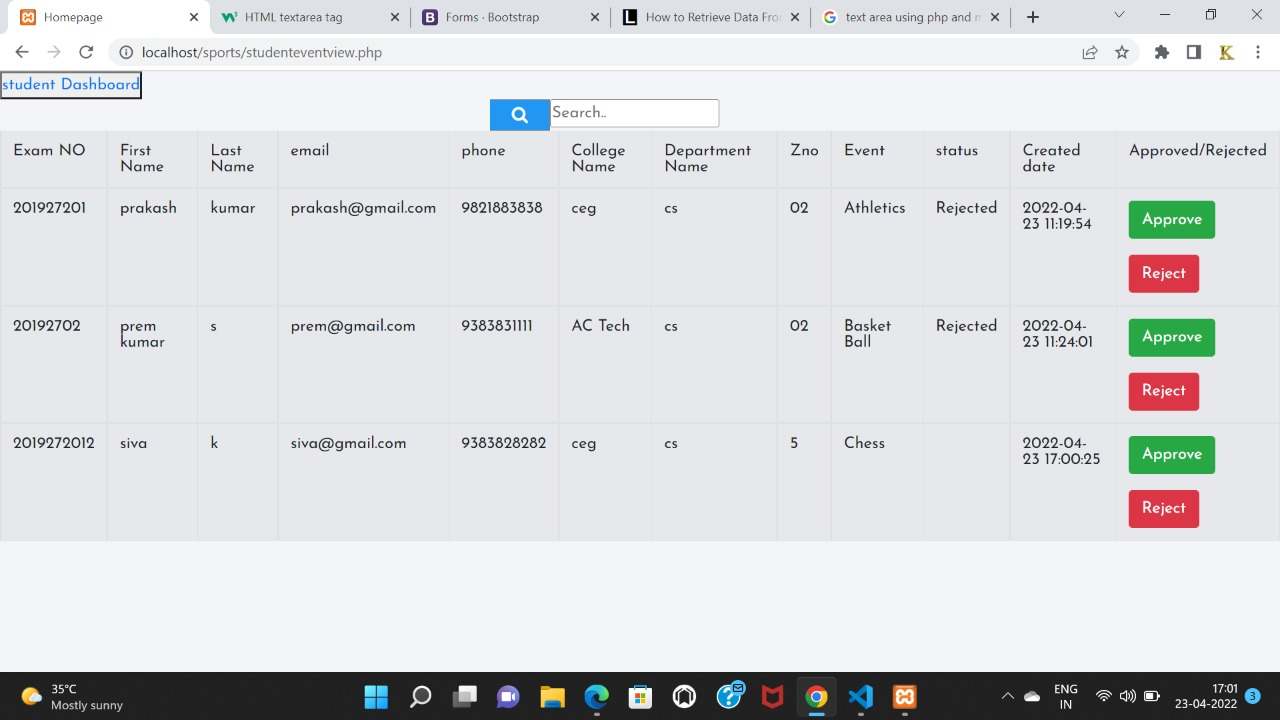 Homepage
HTML textarea tag
Forms · Bootstrap
How to Retrieve Data Fro
text area using php and m
localhost/sports/studenteventview.php
student Dashboard
Search..
Exam NO First Name Last Name email phone College Name Department Name Zno Event status Created date Approved/Rejected
201927201 prakash kumar prakash@gmail.com 9821883838 ceg cs 02 Athletics Rejected 2022-04-23 11:19:54 Approve
Reject
20192702 prem kumar s prem@gmail.com 9383831111 AC Tech cs 02 Basket Ball Rejected 2022-04-23 11:24:01 Approve
Reject
2019272012 siva k siva@gmail.com 9383828282 ceg cs 5 Chess 2022-04-23 17:00:25 Approve
Reject
35°C
Mostly sunny
ENG
IN
17:01
23-04-2022
3